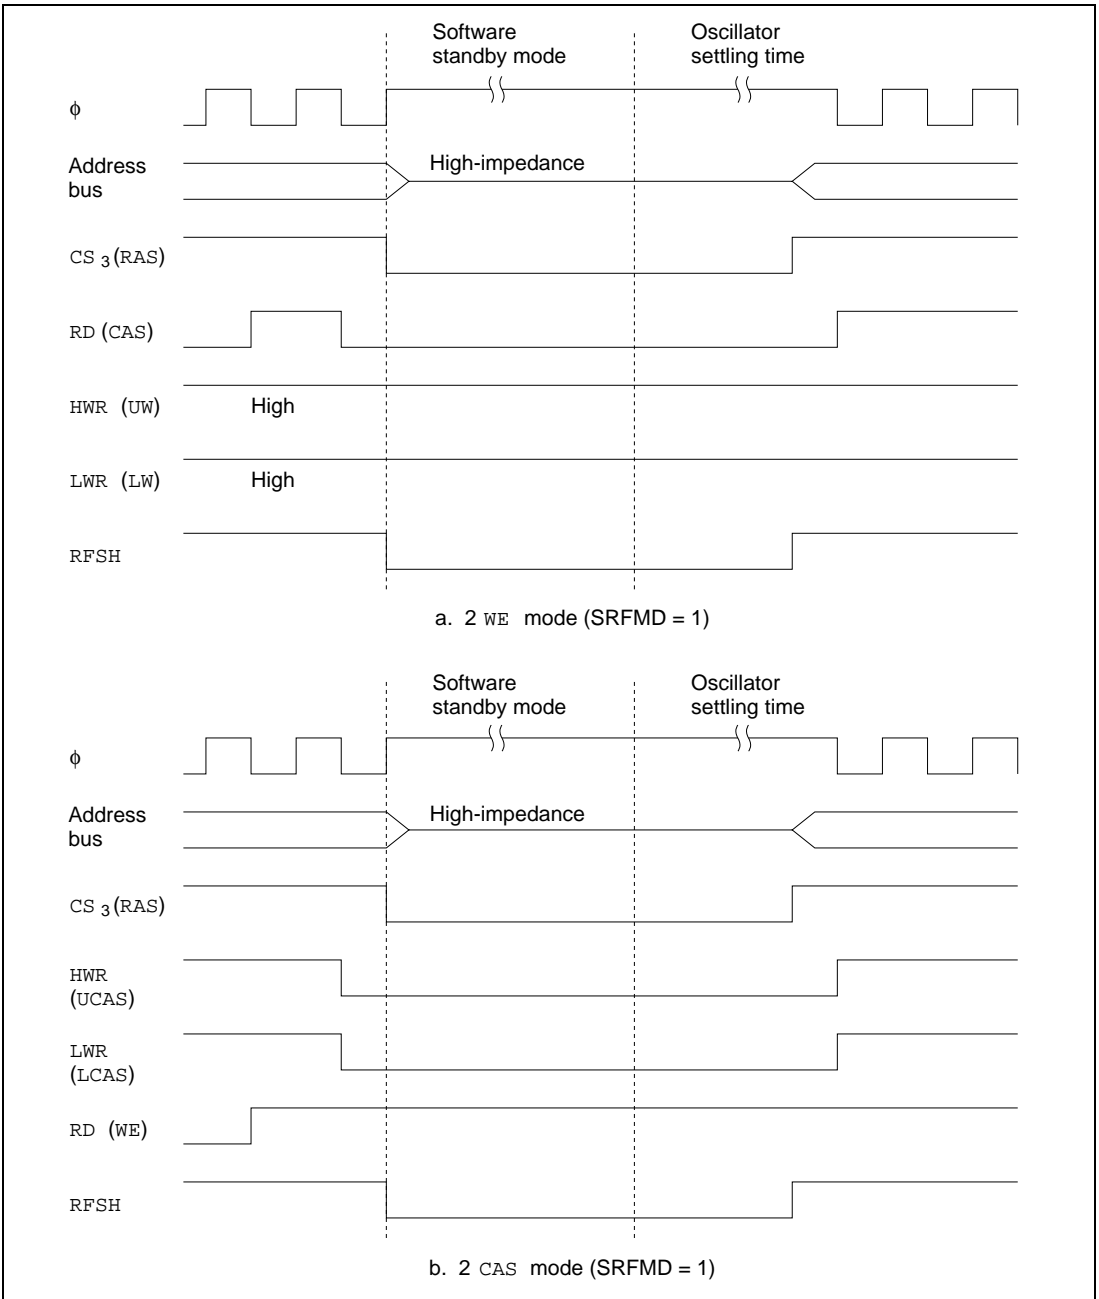 Software
standby mode
Oscillator
settling time
ϕ
Address
bus
High-impedance
CS 3 (RAS)
RD (CAS)
HWR (UW)
High
LWR (LW)
High
RFSH
a. 2 WE mode (SRFMD = 1)
Software
standby mode
Oscillator
settling time
ϕ
Address
bus
High-impedance
CS 3 (RAS)
HWR
(UCAS)
LWR
(LCAS)
RD (WE)
RFSH
b. 2 CAS mode (SRFMD = 1)